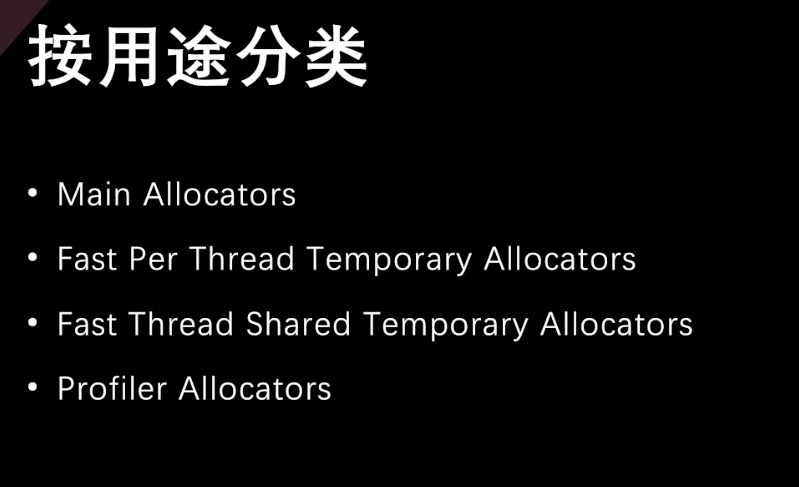 按用途分类
• Main Allocators
• Fast Per Thread Temporary Allocators
• Fast Thread Shared Temporary Allocators
• Profiler Allocators